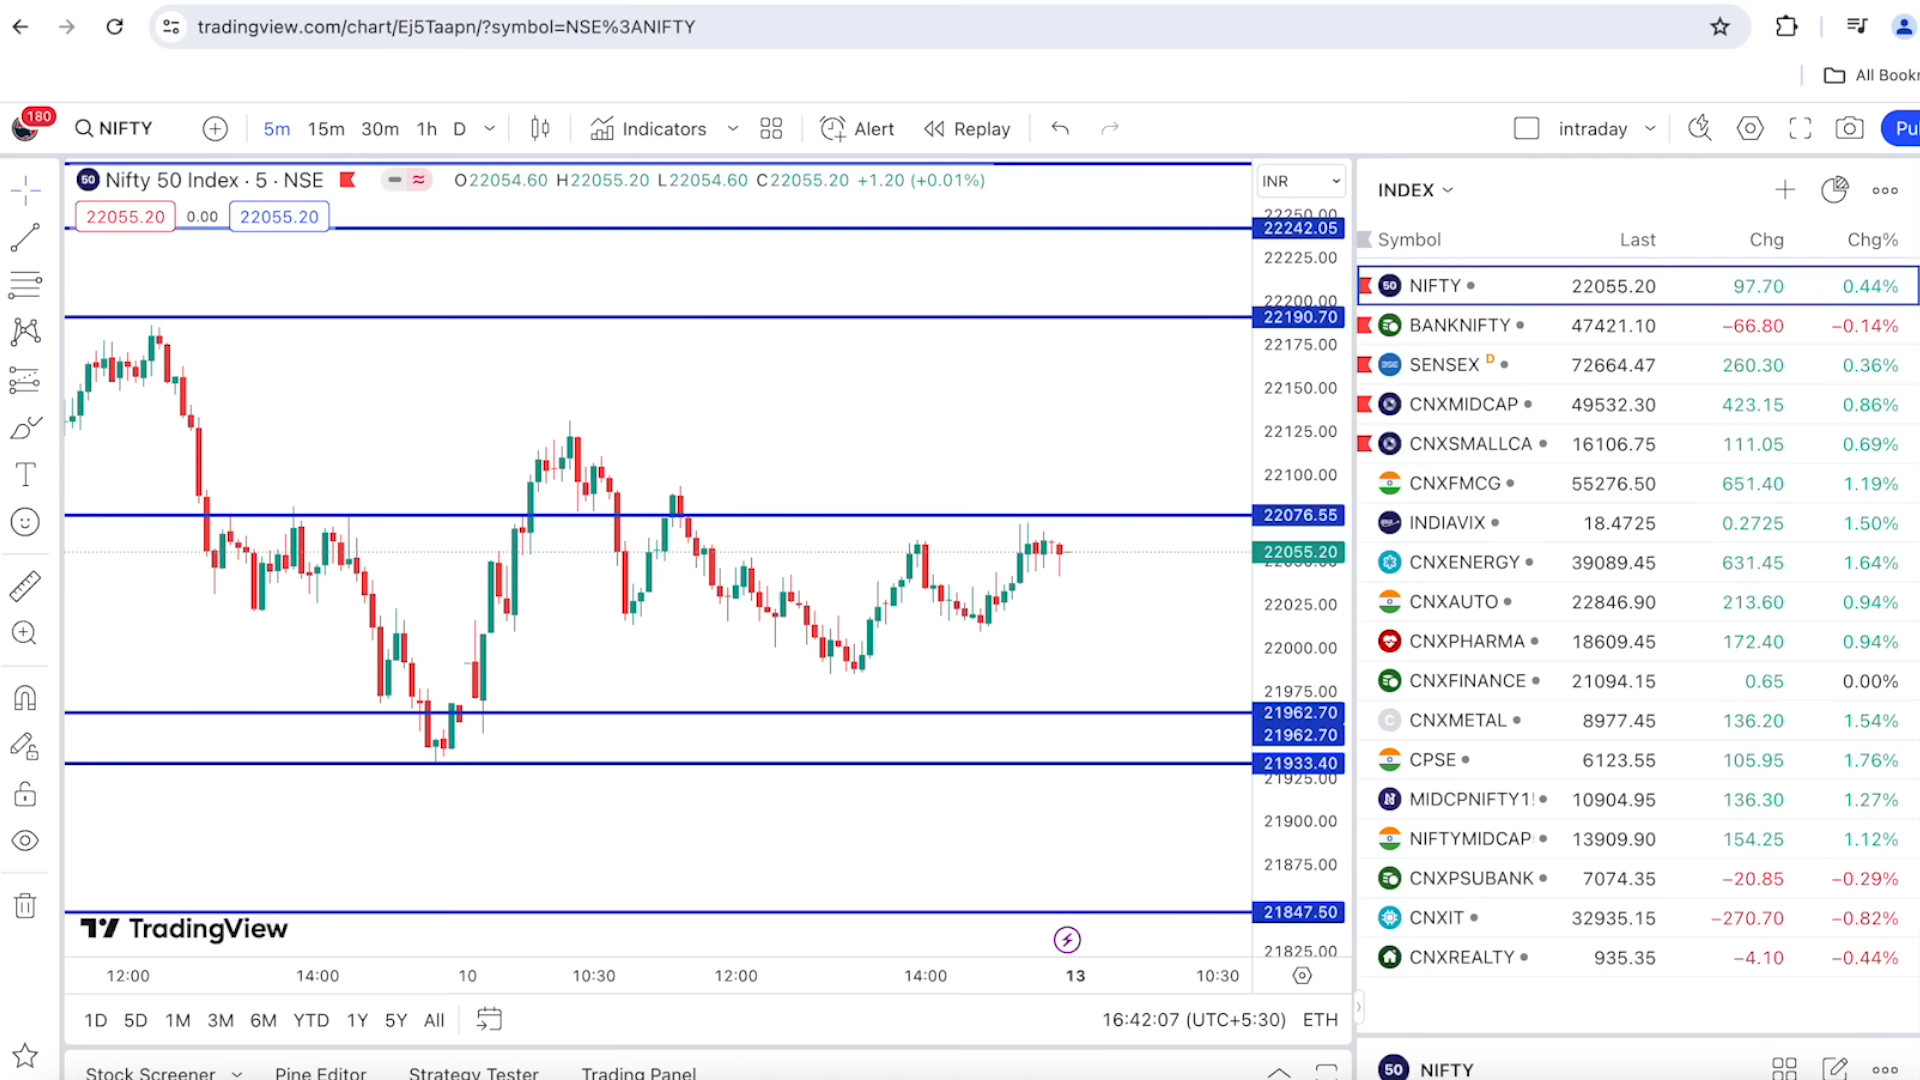 tradingview.com/chart/Ej5Taapn/?symbol=NSE%3ANIFTY
All Bookr
180
NIFTY 5m 15m 30m 1h D Indicators Alert Replay intraday Pu
50 Nifty 50 Index · 5 · NSE O22054.60 H22055.20 L22054.60 C22055.20 +1.20 (+0.01%)
22055.20 0.00 22055.20
INR
22250.00
22242.05
22225.00
22200.00
22190.70
22175.00
22150.00
22125.00
22100.00
22076.55
22055.20
22025.00
22000.00
21975.00
21962.70
21962.70
21933.40
21925.00
21900.00
21875.00
21847.50
21825.00
TradingView
12:00 14:00 10 10:30 12:00 14:00 13 10:30
1D 5D 1M 3M 6M YTD 1Y 5Y All 16:42:07 (UTC+5:30) ETH
Stock Screener Pine Editor Strategy Tester Trading Panel
INDEX
Symbol Last Chg Chg%
50 NIFTY 22055.20 97.70 0.44%
BANKNIFTY 47421.10 −66.80 −0.14%
SENSEX D 72664.47 260.30 0.36%
CNXMIDCAP 49532.30 423.15 0.86%
CNXSMALLCA 16106.75 111.05 0.69%
CNXFMCG 55276.50 651.40 1.19%
INDIAVIX 18.4725 0.2725 1.50%
CNXENERGY 39089.45 631.45 1.64%
CNXAUTO 22846.90 213.60 0.94%
CNXPHARMA 18609.45 172.40 0.94%
CNXFINANCE 21094.15 0.65 0.00%
C CNXMETAL 8977.45 136.20 1.54%
CPSE 6123.55 105.95 1.76%
MIDCPNIFTY1! 10904.95 136.30 1.27%
NIFTYMIDCAP 13909.90 154.25 1.12%
CNXPSUBANK 7074.35 −20.85 −0.29%
CNXIT 32935.15 −270.70 −0.82%
CNXREALTY 935.35 −4.10 −0.44%
50 NIFTY